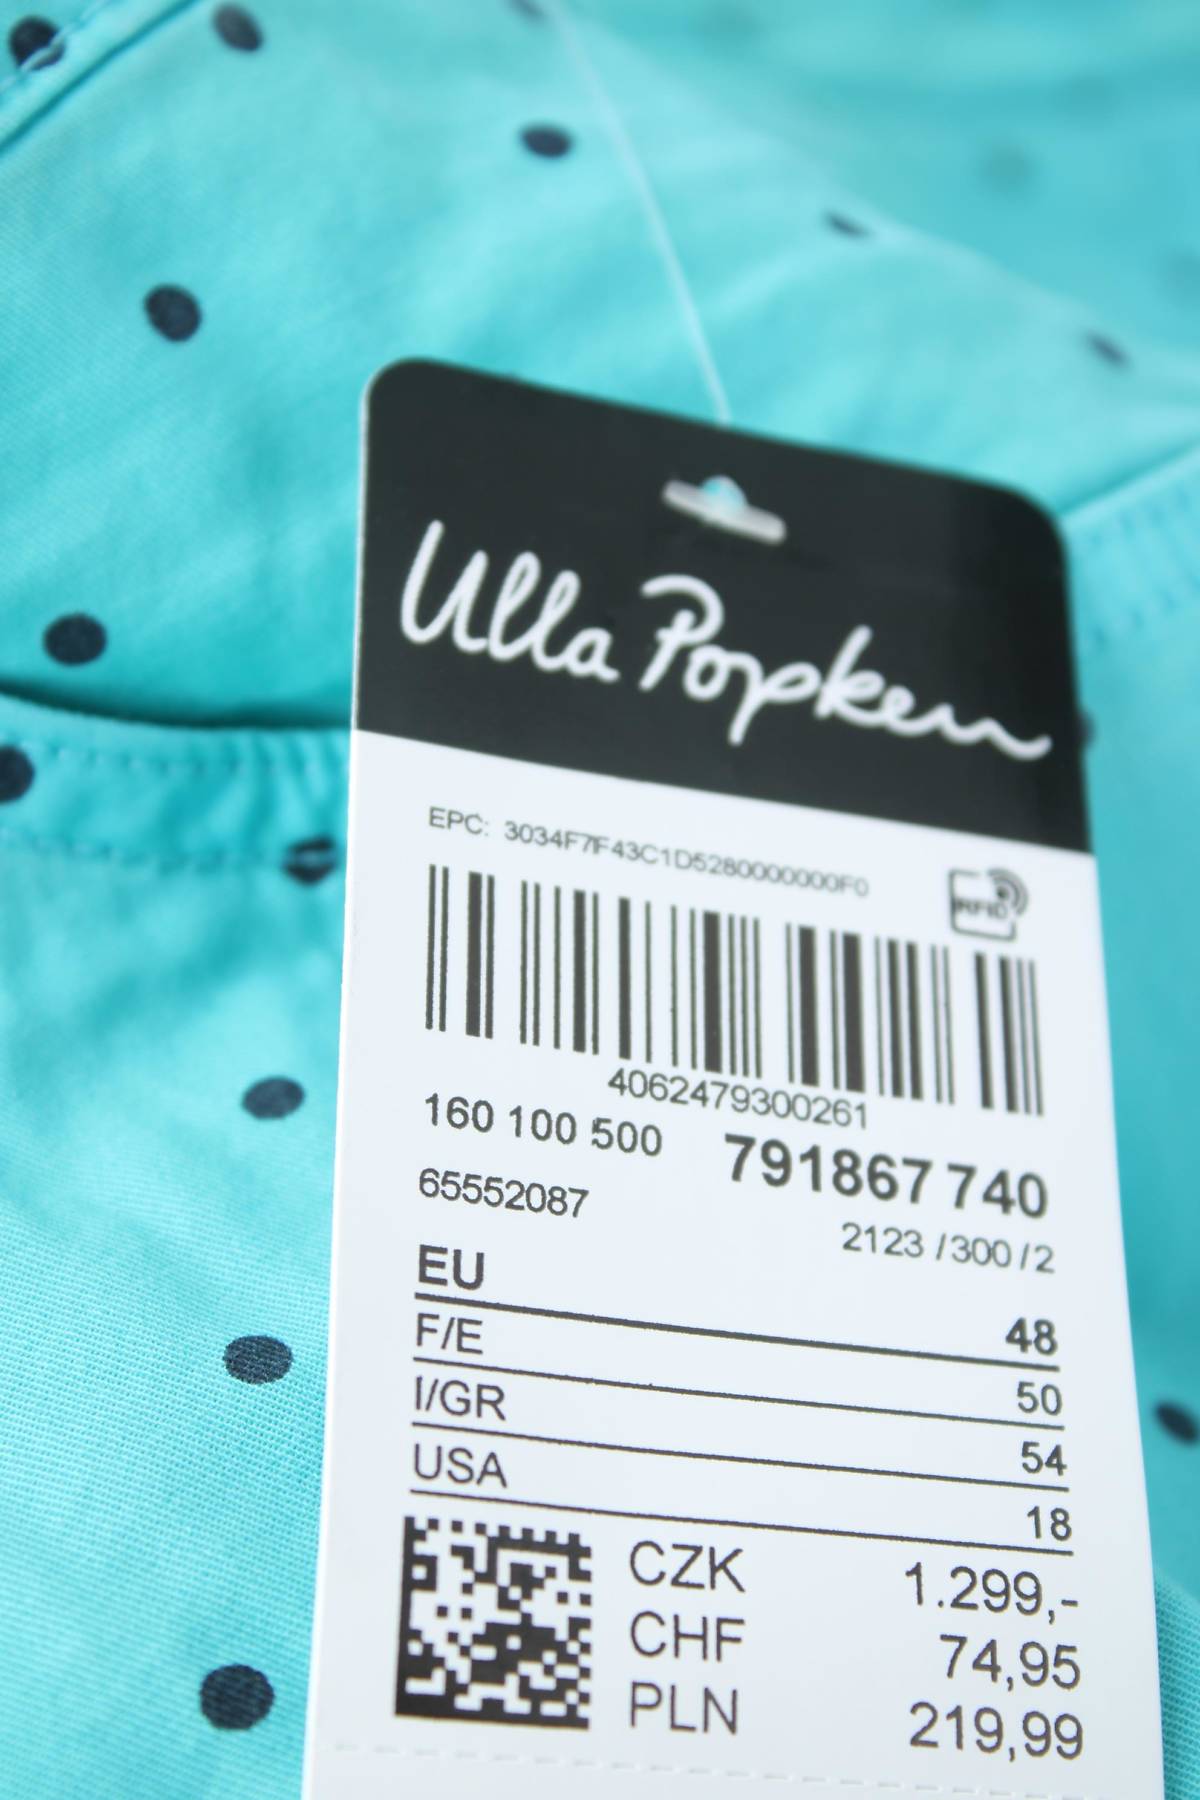 Ulla Popken
EPC: 3034F7F43C1D5280000000F0
RFID
4062479300261
160 100 500 791867 740
65552087 2123 /300 /2
EU 48
F/E 50
I/GR 54
USA 18
CZK 1.299,-
CHF 74,95
PLN 219,99